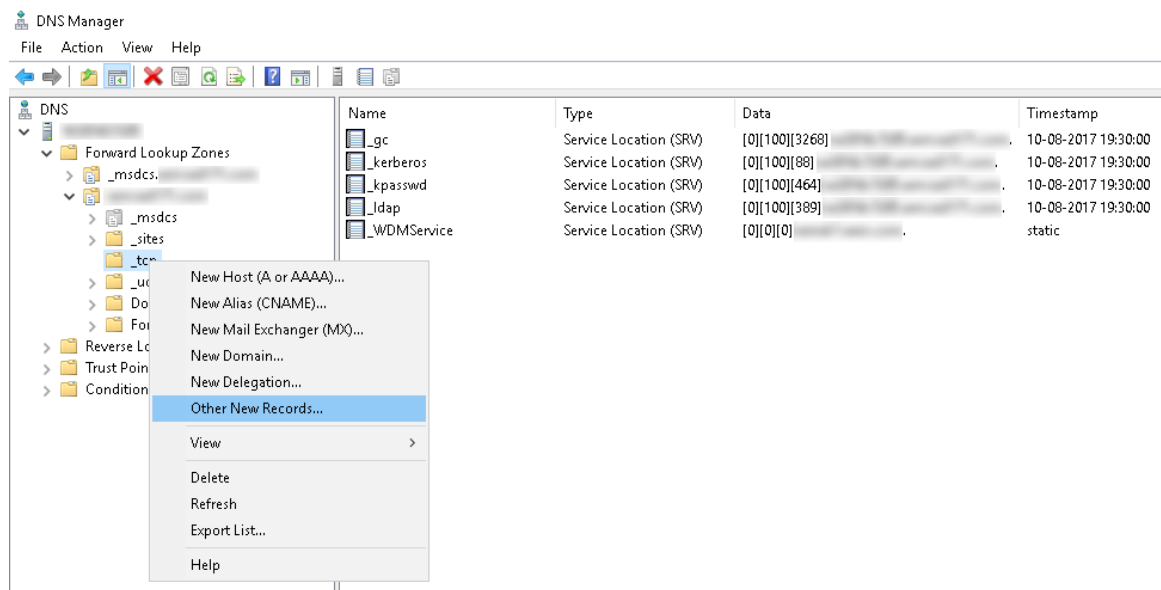 DNS Manager
File Action View Help
DNS
Forward Lookup Zones
_msdcs.
_msdcs
_sites
_tcp
Do
For
Reverse Lo
Trust Poin
Condition
Name Type Data Timestamp
_gc Service Location (SRV) [0][100][3268] 10-08-2017 19:30:00
_kerberos Service Location (SRV) [0][100][88] 10-08-2017 19:30:00
_kpasswd Service Location (SRV) [0][100][464] 10-08-2017 19:30:00
_ldap Service Location (SRV) [0][100][389] 10-08-2017 19:30:00
_WDMService Service Location (SRV) [0][0][0] static
New Host (A or AAAA)...
New Alias (CNAME)...
New Mail Exchanger (MX)...
New Domain...
New Delegation...
Other New Records...
View
Delete
Refresh
Export List...
Help